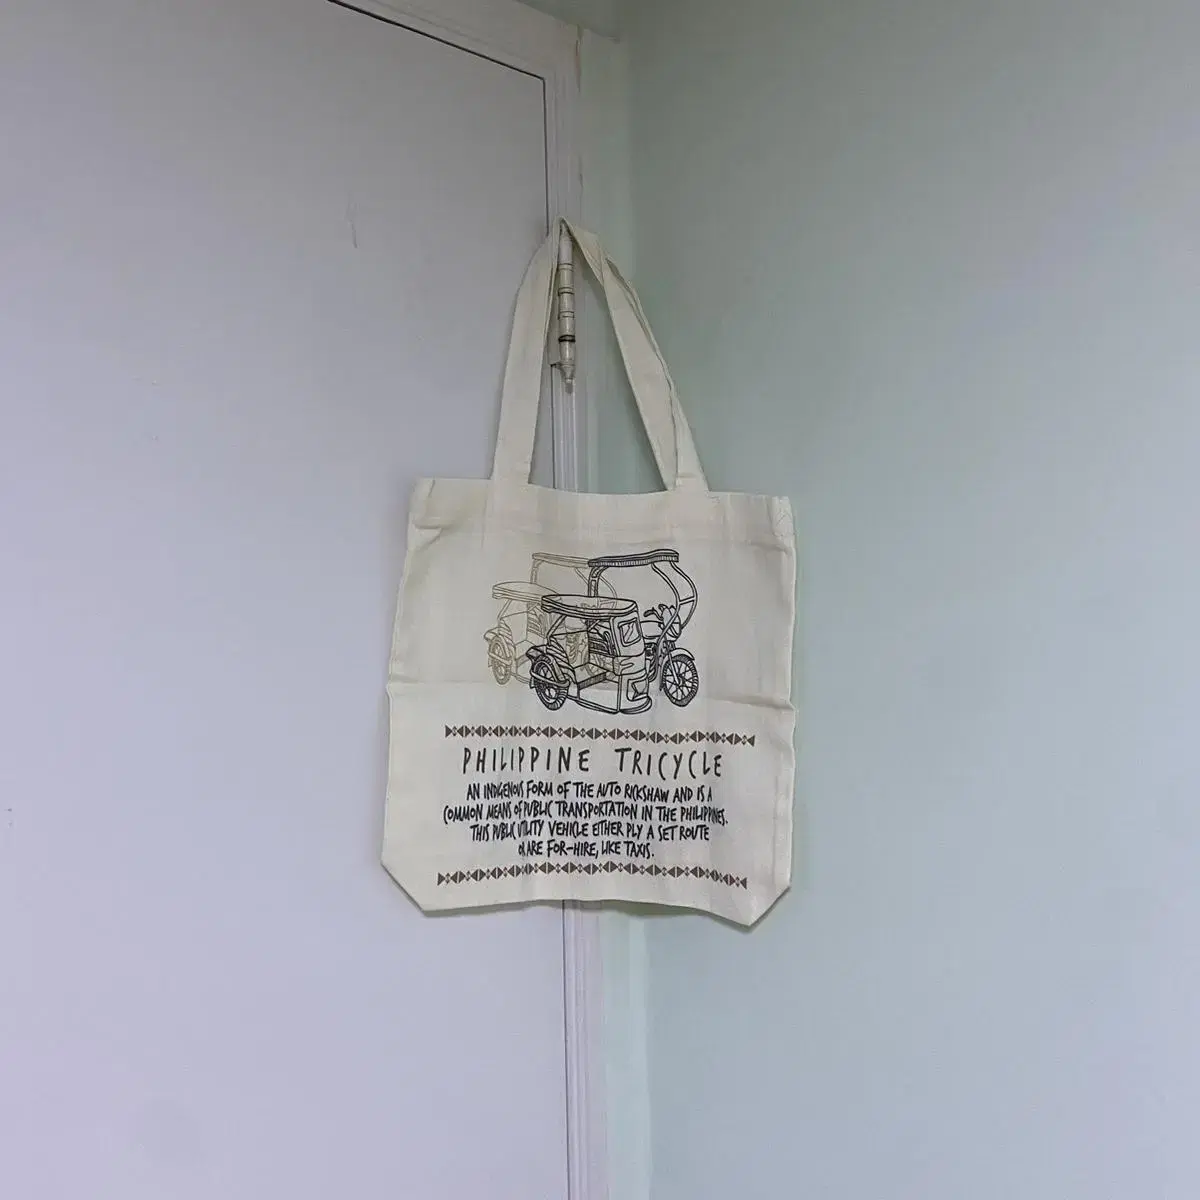 PHILIPPINE TRICYCLE
AN INDIGENOUS FORM OF THE AUTO RICKSHAW AND IS A
COMMON MEANS OF PUBLIC TRANSPORTATION IN THE PHILIPPINES.
THIS PUBLIC UTILITY VEHICLE EITHER PLY A SET ROUTE
OR ARE FOR-HIRE, LIKE TAXIS.